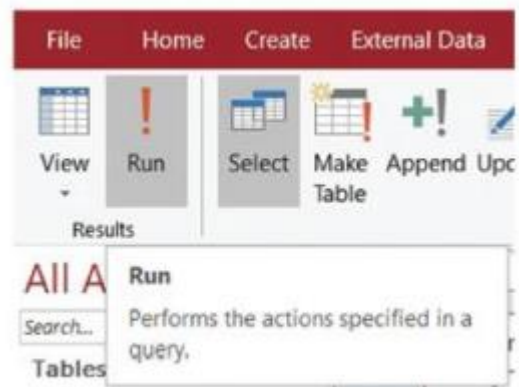 File Home Create External Data
View Run Select Make Table Append
Results
All A
Run
Search...
Performs the actions specified in a
query.
Tables